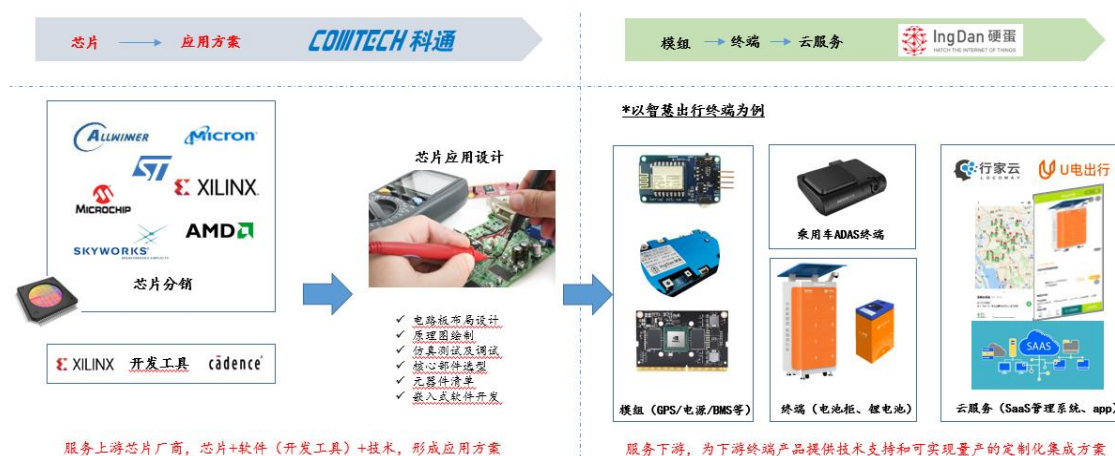 芯片 应用方案 COMTECH 科通
模组 终端 云服务 IngDan 硬蛋
HATCH THE INTERNET OF THINGS
ALLWINNER Micron
ST
MICROCHIP XILINX
SKYWORKS AMD
芯片分销
XILINX 开发工具 cādence
芯片应用设计
✓ 电路板布局设计
✓ 原理图绘制
✓ 仿真测试及调试
✓ 核心部件选型
✓ 元器件清单
✓ 嵌入式软件开发
服务上游芯片厂商，芯片+软件（开发工具）+技术，形成应用方案
*以智慧出行终端为例
模组（GPS/电源/BMS等）
乘用车ADAS终端
终端（电池柜、锂电池）
行家云 U电出行
LOCOWAY
SAAS
云服务（SaaS管理系统、app）
服务下游，为下游终端产品提供技术支持和可实现量产的定制化集成方案